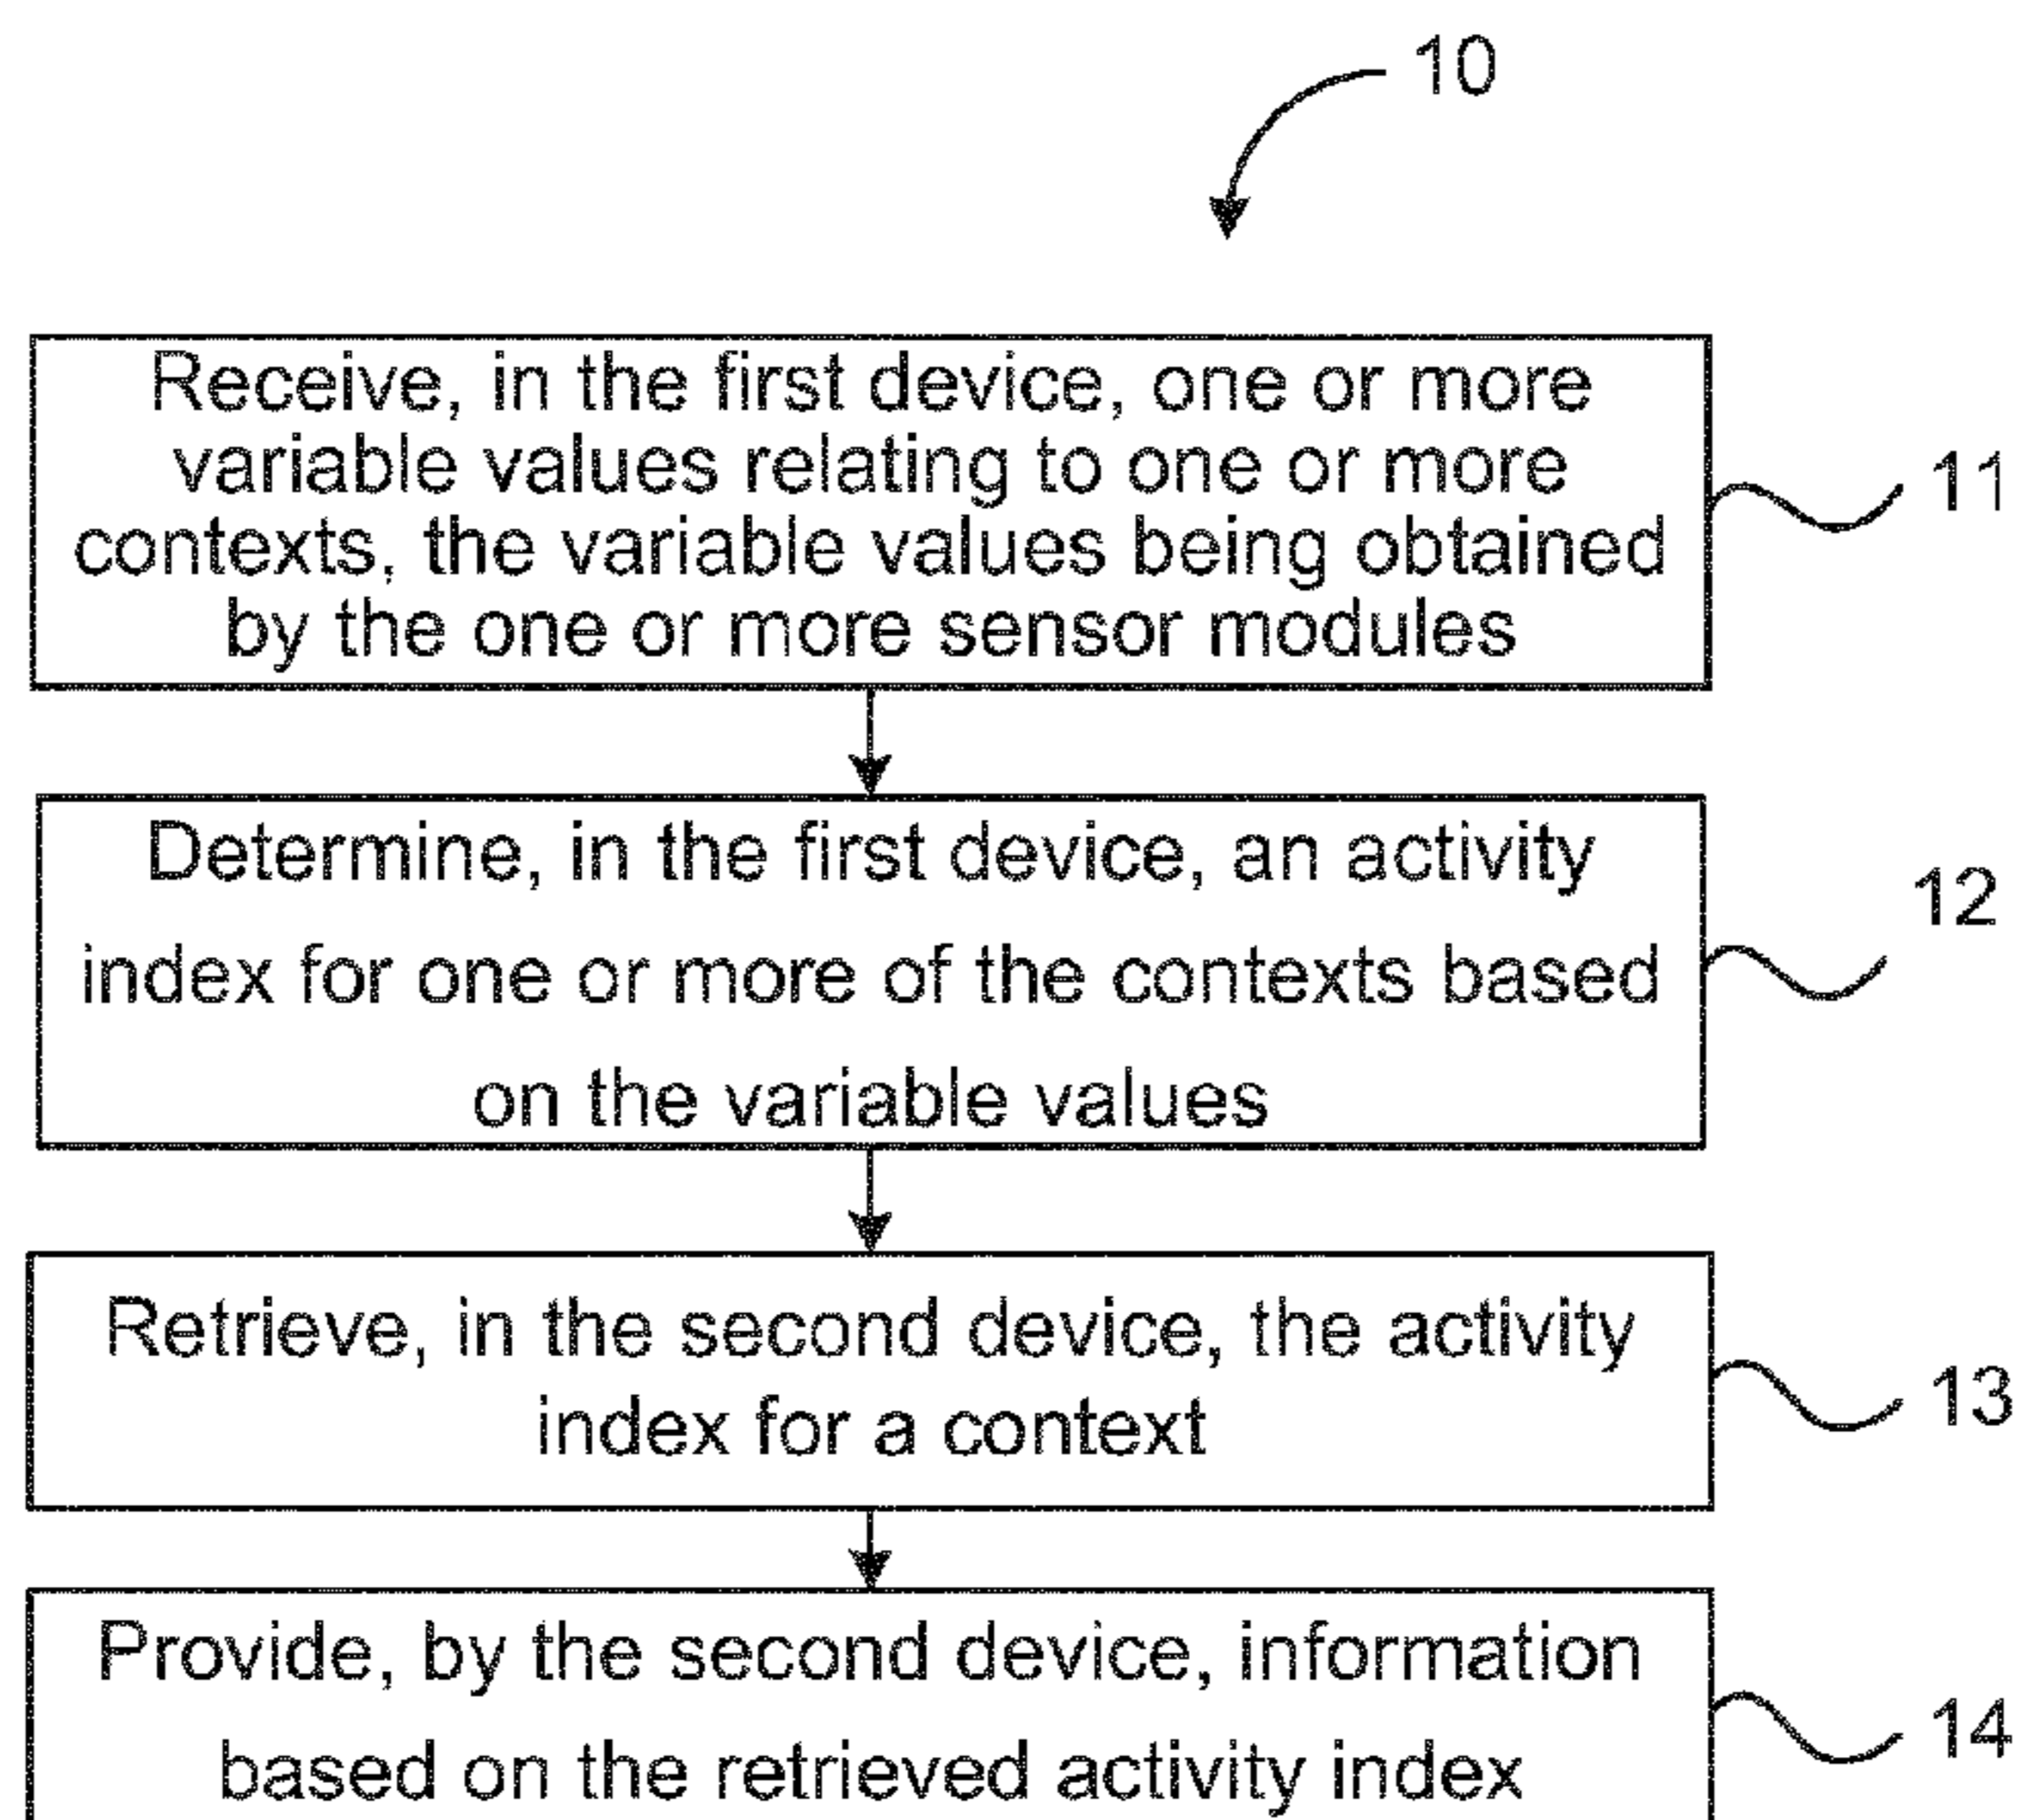 10
Receive, in the first device, one or more
variable values relating to one or more
contexts, the variable values being obtained
by the one or more sensor modules
11
Determine, in the first device, an activity
index for one or more of the contexts based
on the variable values
12
Retrieve, in the second device, the activity
index for a context
13
Provide, by the second device, information
based on the retrieved activity index
14